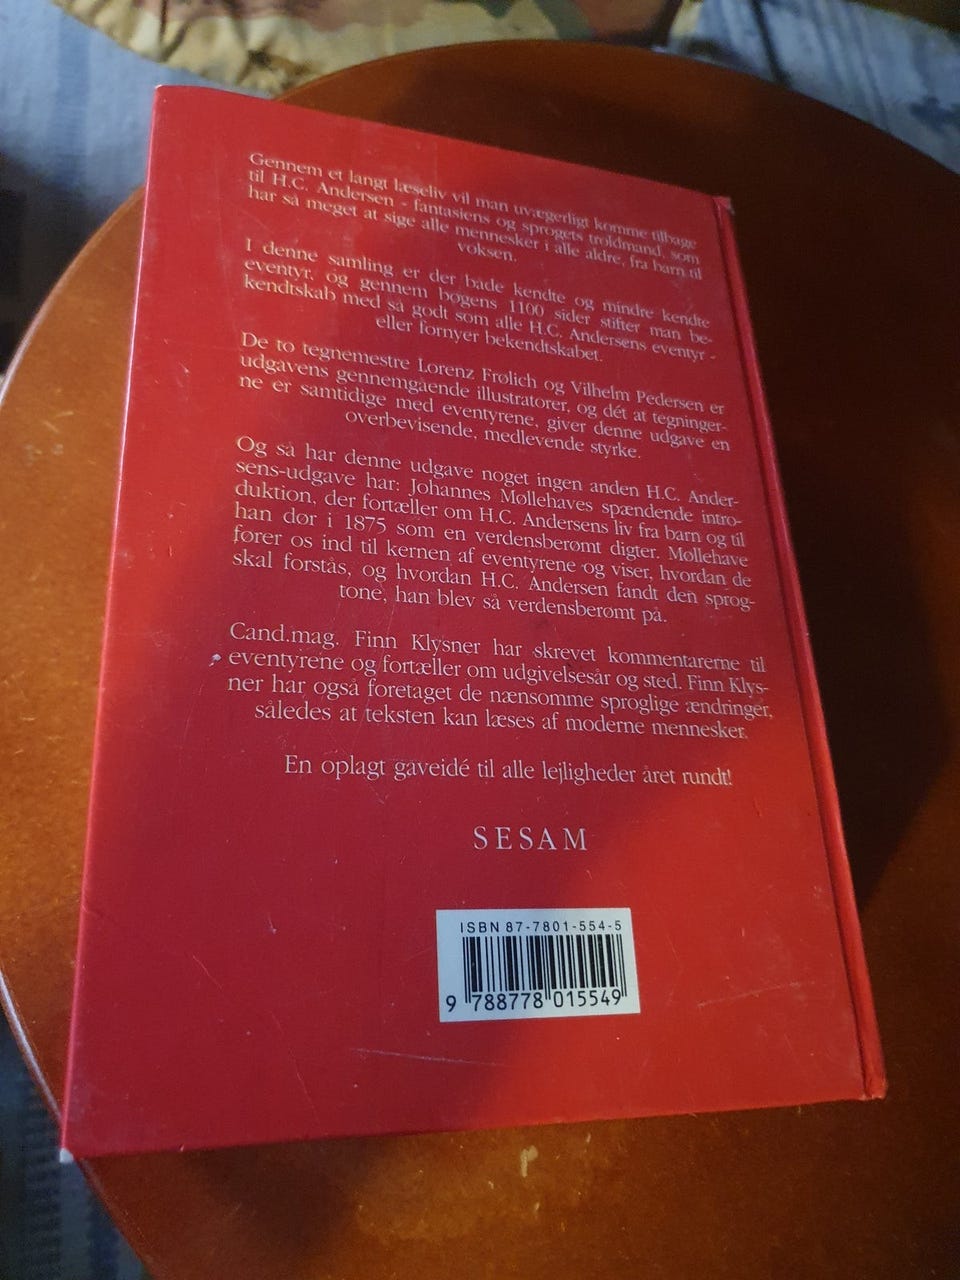 Gennem et langt læseliv vil man uvægerligt komme tilbage
til H.C. Andersen - fantasiens og sprogets troldmand, som
har så meget at sige alle mennesker i alle aldre, fra barn til
voksen.
I denne samling er der både kendte og mindre kendte
eventyr, og gennem bogens 1100 sider stifter man be-
kendtskab med så godt som alle H.C. Andersens eventyr -
eller fornyer bekendtskabet.
De to tegnemestre Lorenz Frølich og Vilhelm Pedersen er
udgavens gennemgående illustratorer, og dét at tegninger-
ne er samtidige med eventyrene, giver denne udgave en
overbevisende, medlevende styrke.
Og så har denne udgave noget ingen anden H.C. Ander-
sens-udgave har: Johannes Møllehaves spændende intro-
duktion, der fortæller om H.C. Andersens liv fra barn og til
han dør i 1875 som en verdensberømt digter. Møllehave
fører os ind til kernen af eventyrene og viser, hvordan de
skal forstås, og hvordan H.C. Andersen fandt den sprog-
tone, han blev så verdensberømt på.
Cand.mag. Finn Klysner har skrevet kommentarerne til
eventyrene og fortæller om udgivelsesår og sted. Finn Klys-
ner har også foretaget de nænsomme sproglige ændringer,
således at teksten kan læses af moderne mennesker.
En oplagt gaveidé til alle lejligheder året rundt!
SESAM
ISBN 87-7801-554-5
9 788778 015549